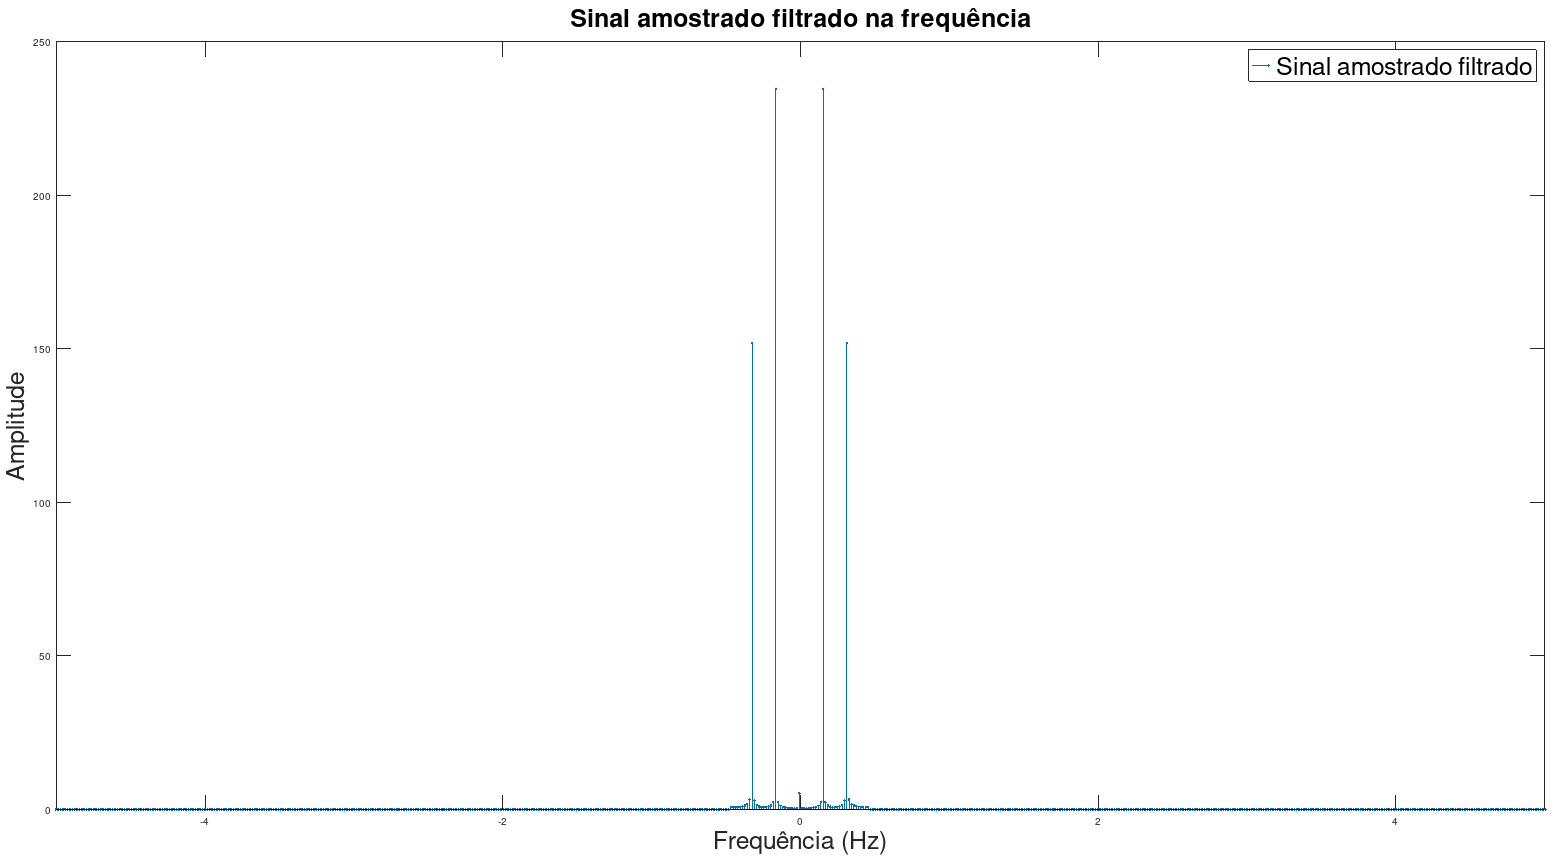 Sinal amostrado filtrado na frequência
250
Sinal amostrado filtrado
200
150
Amplitude
100
50
0
-4
-2
0
2
4
Frequência (Hz)